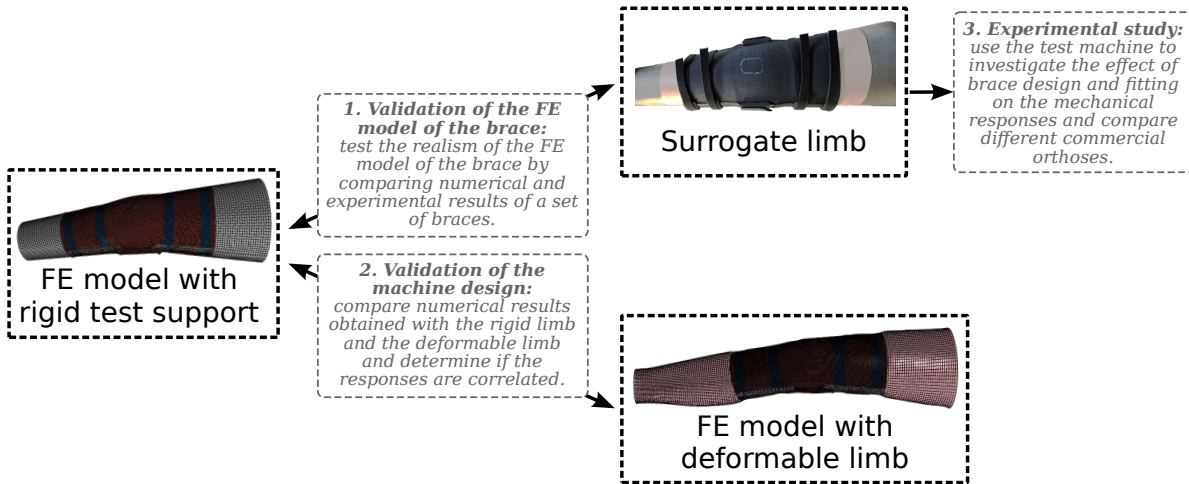 FE model with
rigid test support
1. Validation of the FE
model of the brace:
test the realism of the FE
model of the brace by
comparing numerical and
experimental results of a set
of braces.
2. Validation of the
machine design:
compare numerical results
obtained with the rigid limb
and the deformable limb
and determine if the
responses are correlated.
Surrogate limb
FE model with
deformable limb
3. Experimental study:
use the test machine to
investigate the effect of
brace design and fitting
on the mechanical
responses and compare
different commercial
orthoses.